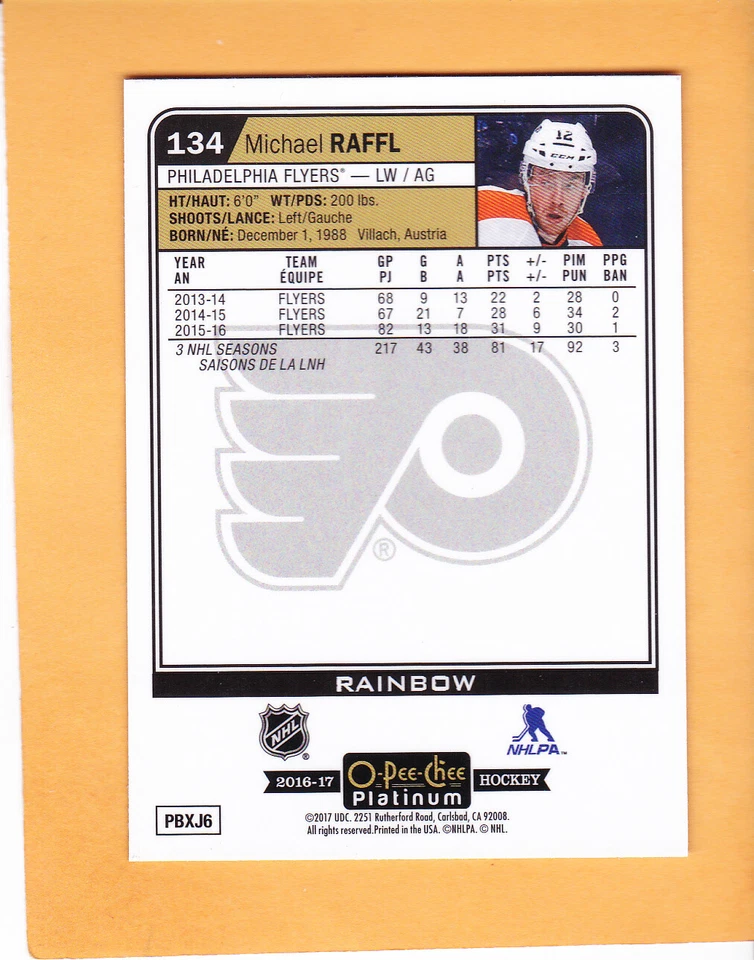 134 Michael RAFFL
12
CCM
PHILADELPHIA FLYERS® — LW / AG
HT/HAUT: 6'0" WT/PDS: 200 lbs.
SHOOTS/LANCE: Left/Gauche
BORN/NÉ: December 1, 1988 Villach, Austria
YEAR TEAM GP G A PTS +/- PIM PPG
AN ÉQUIPE PJ B A PTS +/- PUN BAN
2013-14 FLYERS 68 9 13 22 2 28 0
2014-15 FLYERS 67 21 7 28 6 34 2
2015-16 FLYERS 82 13 18 31 9 30 1
3 NHL SEASONS 217 43 38 81 17 92 3
SAISONS DE LA LNH
®
RAINBOW
NHL ®
NHLPA™
2016-17 O-Pee-Chee HOCKEY
Platinum
PBXJ6
©2017 UDC. 2251 Rutherford Road, Carlsbad, CA 92008.
All rights reserved.Printed in the USA. ©NHLPA. © NHL.